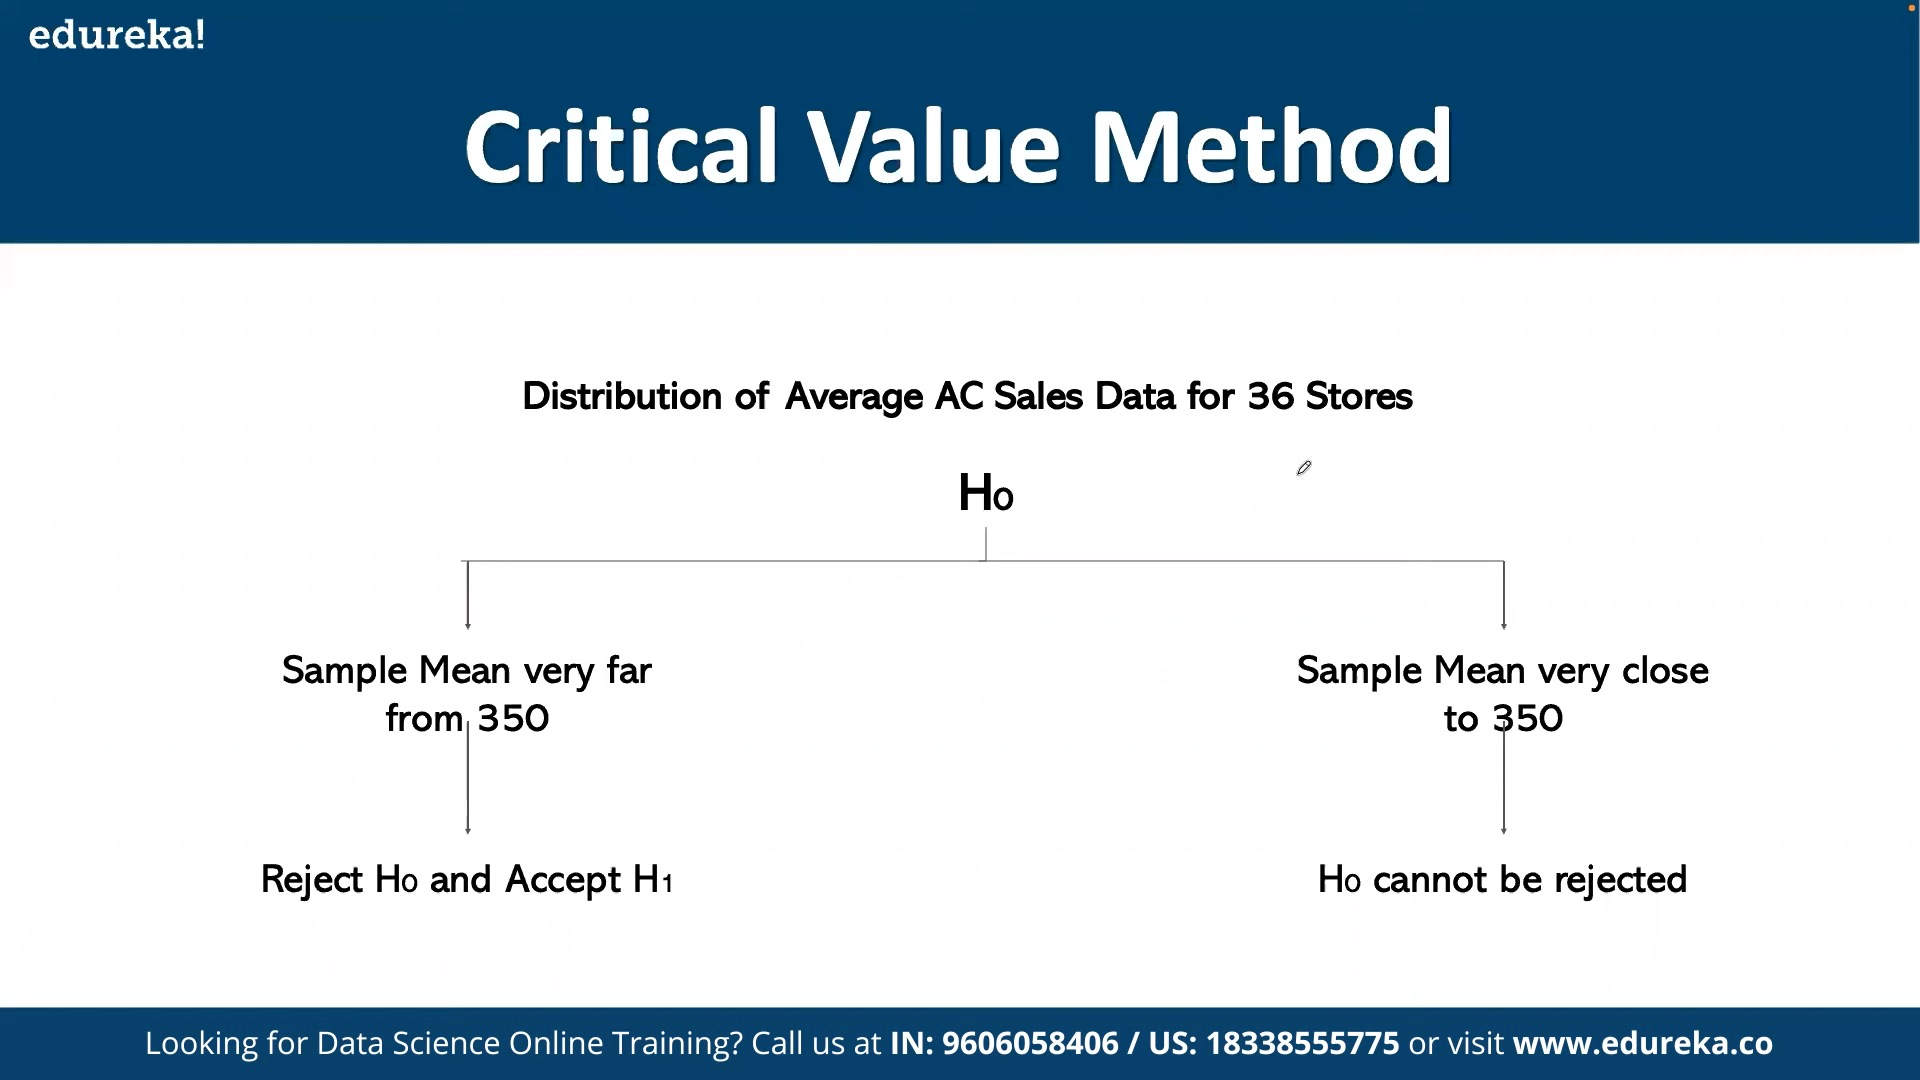 edureka!
Critical Value Method
Distribution of Average AC Sales Data for 36 Stores
H₀
Sample Mean very far
from 350
Sample Mean very close
to 350
Reject H₀ and Accept H₁
H₀ cannot be rejected
Looking for Data Science Online Training? Call us at IN: 9606058406 / US: 18338555775 or visit www.edureka.co